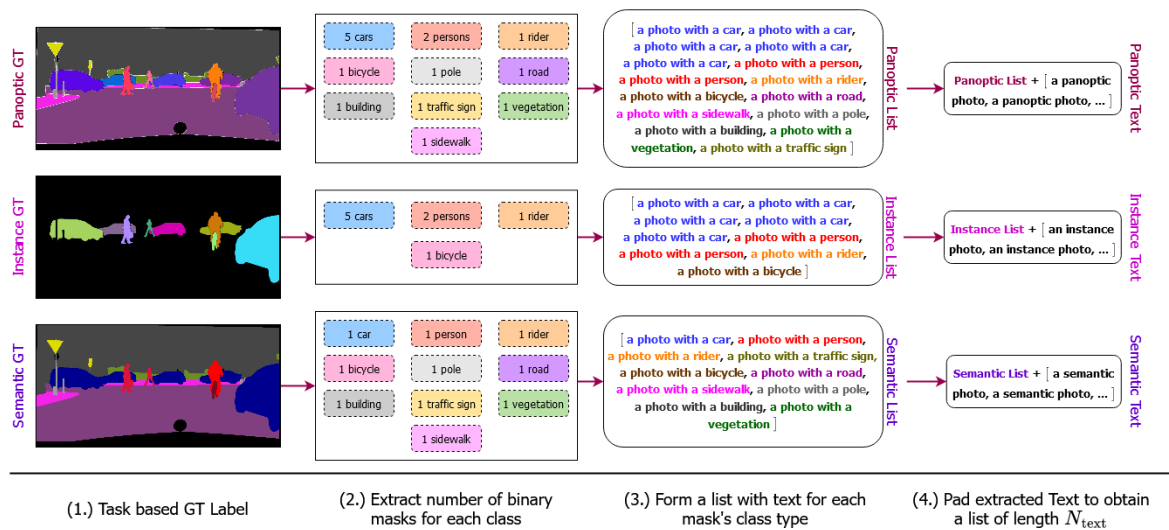 Panoptic GT
5 cars
2 persons
1 rider
1 bicycle
1 pole
1 road
1 building
1 traffic sign
1 vegetation
1 sidewalk
[ a photo with a car, a photo with a car,
a photo with a car, a photo with a car,
a photo with a car, a photo with a person,
a photo with a person, a photo with a rider,
a photo with a bicycle, a photo with a road,
a photo with a sidewalk, a photo with a pole,
a photo with a building, a photo with a
vegetation, a photo with a traffic sign ]
Panoptic List
Panoptic List + [ a panoptic
photo, a panoptic photo, ... ]
Panoptic Text
Instance GT
5 cars
2 persons
1 rider
1 bicycle
[ a photo with a car, a photo with a car,
a photo with a car, a photo with a car,
a photo with a car, a photo with a person,
a photo with a person, a photo with a rider,
a photo with a bicycle ]
Instance List
Instance List + [ an instance
photo, an instance photo, ... ]
Instance Text
Semantic GT
1 car
1 person
1 rider
1 bicycle
1 pole
1 road
1 building
1 traffic sign
1 vegetation
1 sidewalk
[ a photo with a car, a photo with a person,
a photo with a rider, a photo with a traffic sign,
a photo with a bicycle, a photo with a road,
a photo with a sidewalk, a photo with a pole,
a photo with a building, a photo with a
vegetation ]
Semantic List
Semantic List + [ a semantic
photo, a semantic photo, ... ]
Semantic Text
(1.) Task based GT Label
(2.) Extract number of binary
masks for each class
(3.) Form a list with text for each
mask's class type
(4.) Pad extracted Text to obtain
a list of length N_text